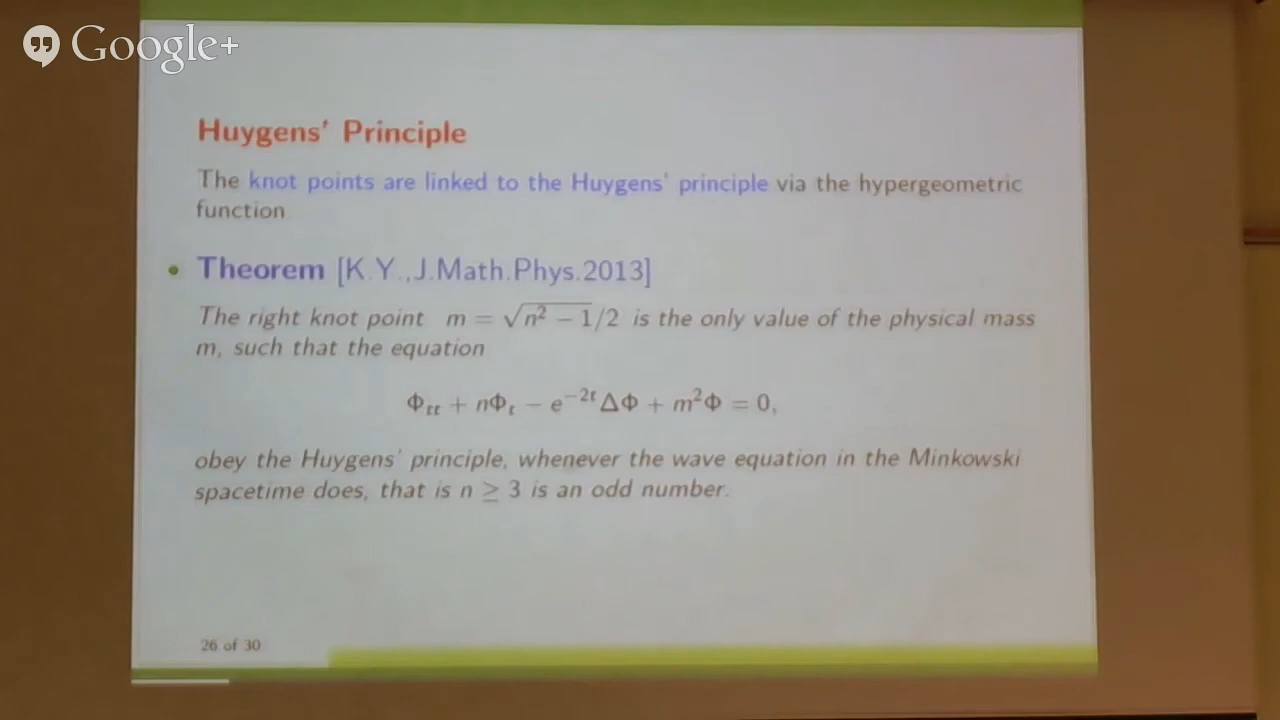 Google+
Huygens' Principle
The knot points are linked to the Huygens' principle via the hypergeometric
function
• Theorem [K.Y.,J.Math.Phys.2013]
The right knot point m = √n² − 1/2 is the only value of the physical mass
m, such that the equation
Φₜₜ + nΦₜ − e⁻²ᵗΔΦ + m²Φ = 0,
obey the Huygens' principle, whenever the wave equation in the Minkowski
spacetime does, that is n ≥ 3 is an odd number.
26 of 30